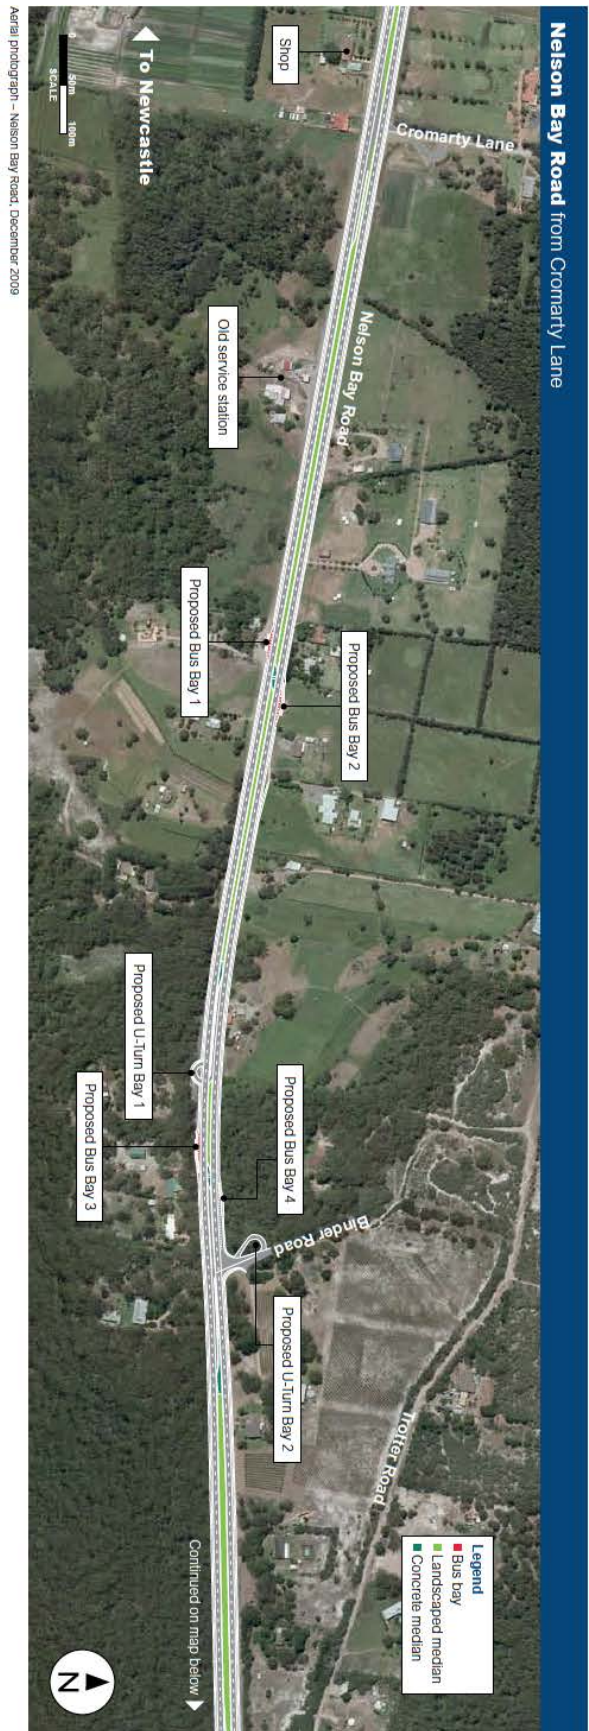 Nelson Bay Road from Cromarty Lane
Shop
Cromarty Lane
To Newcastle
0 50m 100m
SCALE
Nelson Bay Road
Old service station
Proposed Bus Bay 1
Proposed Bus Bay 2
Proposed U-Turn Bay 1
Proposed Bus Bay 3
Proposed Bus Bay 4
Binder Road
Proposed U-Turn Bay 2
Trotter Road
Legend
Bus bay
Landscaped median
Concrete median
Continued on map below
N
Aerial photograph – Nelson Bay Road, December 2009